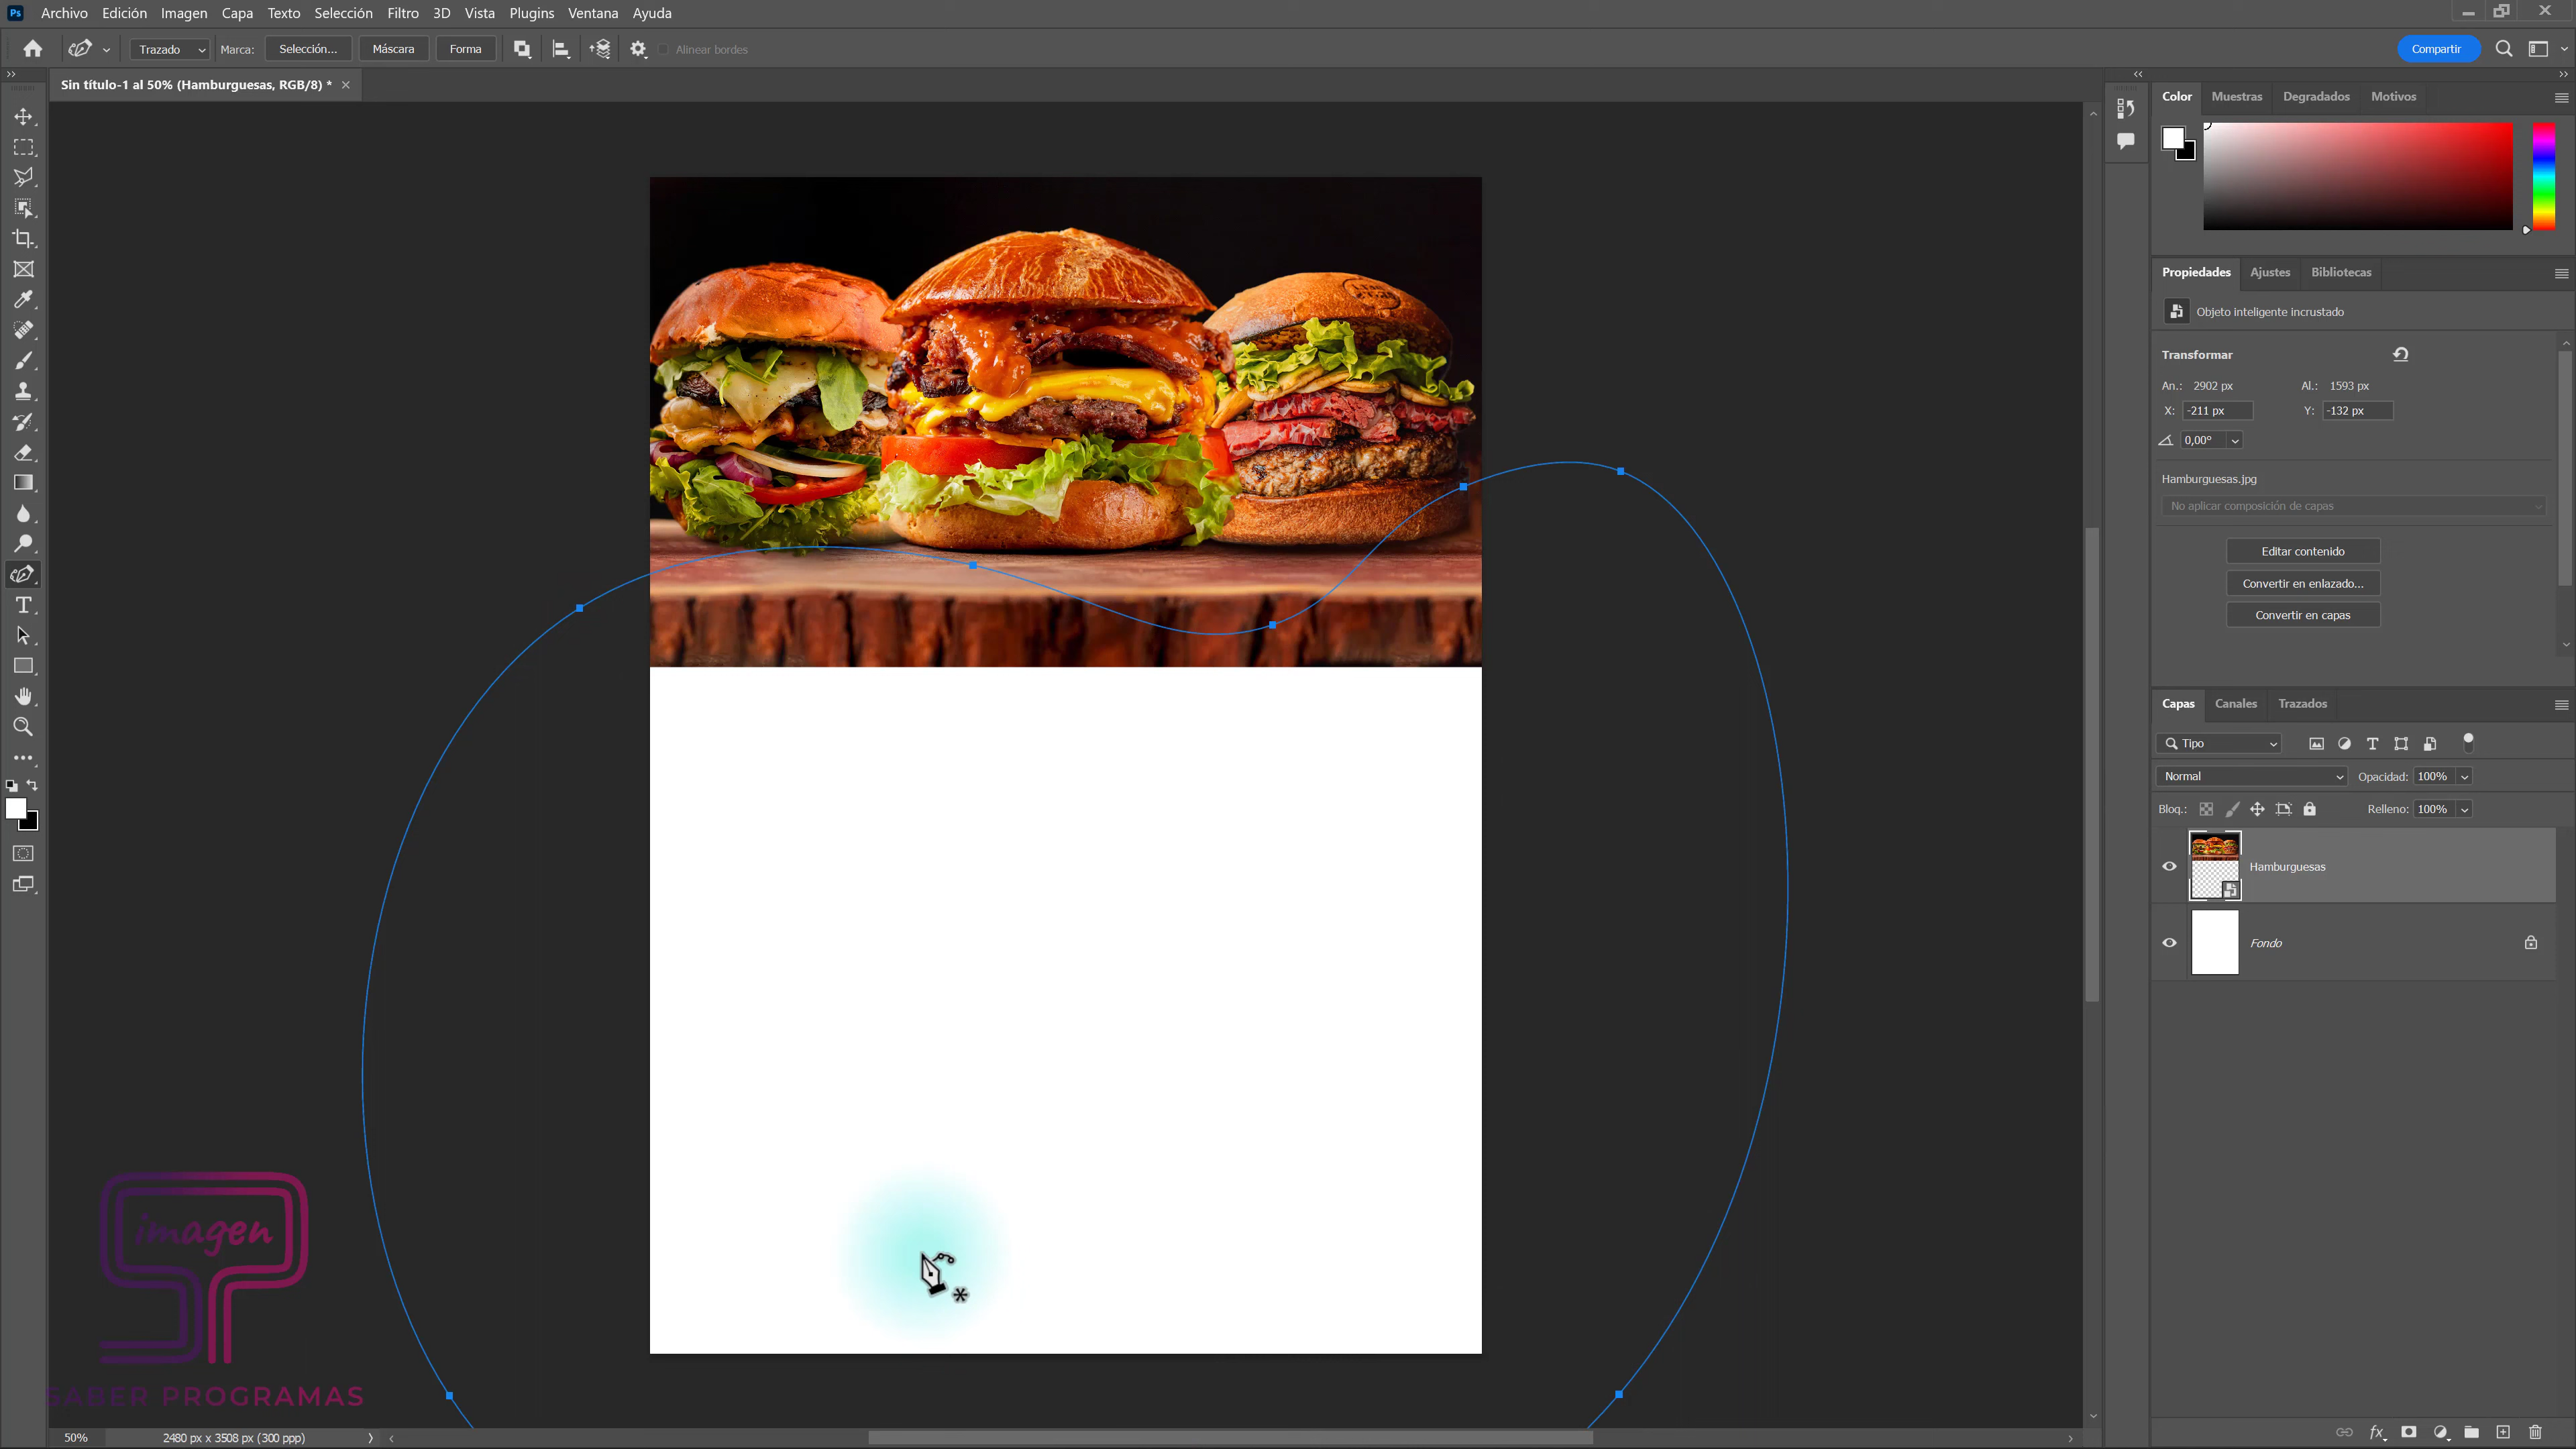 Ps Archivo Edición Imagen Capa Texto Selección Filtro 3D Vista Plugins Ventana Ayuda
Trazado Marca: Selección... Máscara Forma Alinear bordes Compartir
Sin título-1 al 50% (Hamburguesas, RGB/8) *
Color Muestras Degradados Motivos
Propiedades Ajustes Bibliotecas
Objeto inteligente incrustado
Transformar
An.: 2902 px Al.: 1593 px
X: -211 px Y: -132 px
0,00°
Hamburguesas.jpg
No aplicar composición de capas
Editar contenido
Convertir en enlazado...
Convertir en capas
Capas Canales Trazados
Tipo
Normal Opacidad: 100%
Bloq.: Relleno: 100%
Hamburguesas
Fondo
imagen
SABER PROGRAMAS
50% 2480 px x 3508 px (300 ppp)
fx